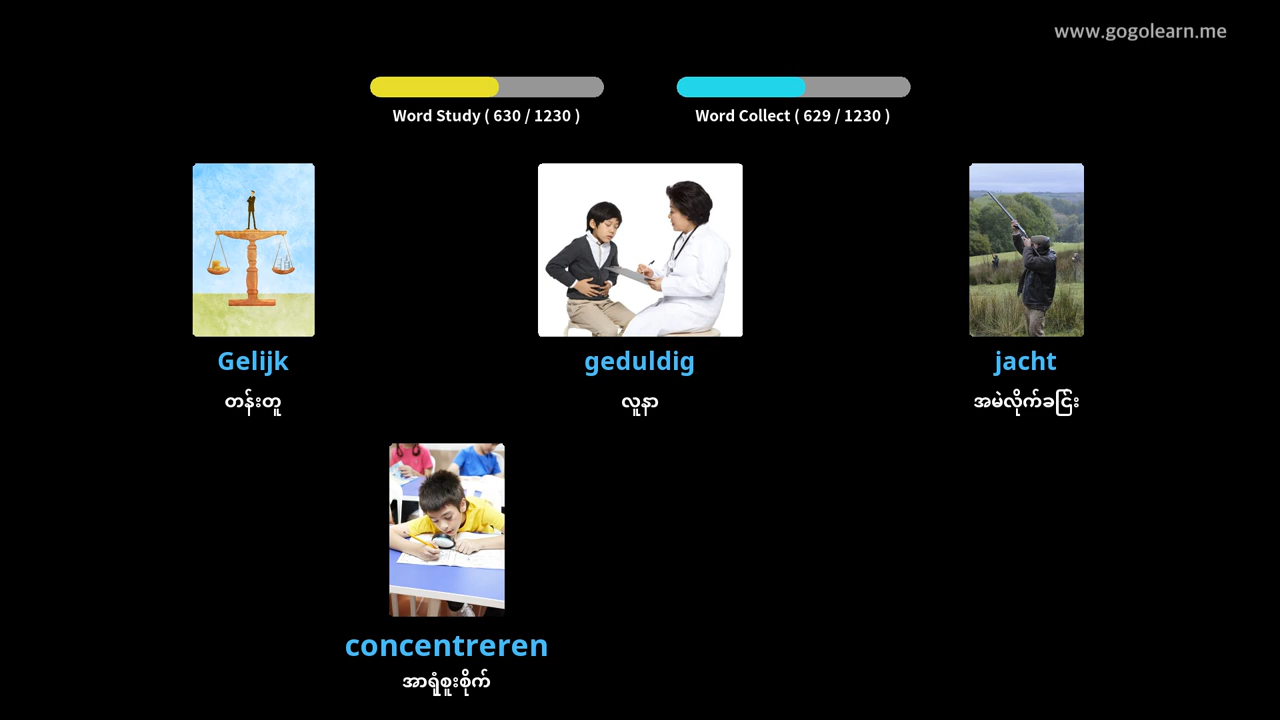 www.gogolearn.me
Word Study ( 630 / 1230 )
Word Collect ( 629 / 1230 )
Gelijk
geduldig
jacht
တန်းတူ
လူနာ
အမဲလိုက်ခြင်း
concentreren
အာရုံစူးစိုက်